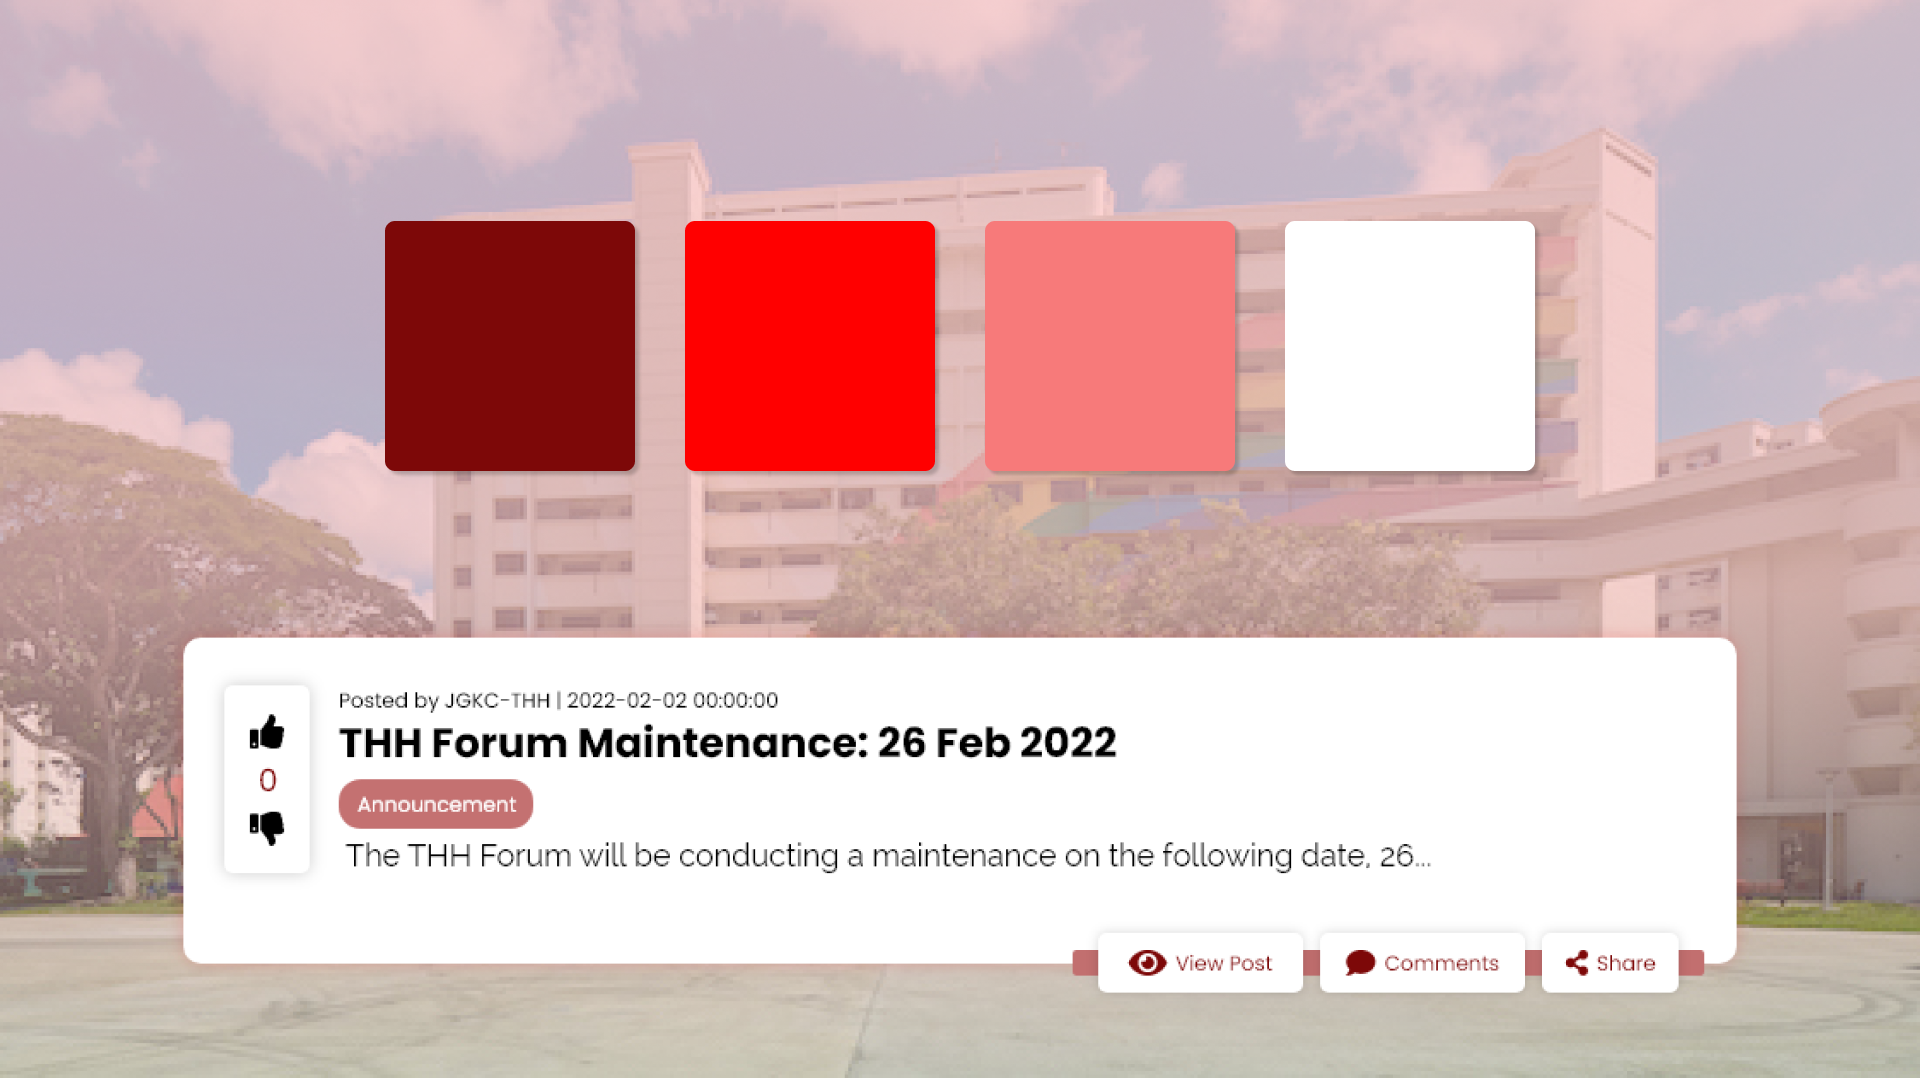 Posted by JGKC-THH | 2022-02-02 00:00:00
THH Forum Maintenance: 26 Feb 2022
0
Announcement
The THH Forum will be conducting a maintenance on the following date, 26...
View Post
Comments
Share